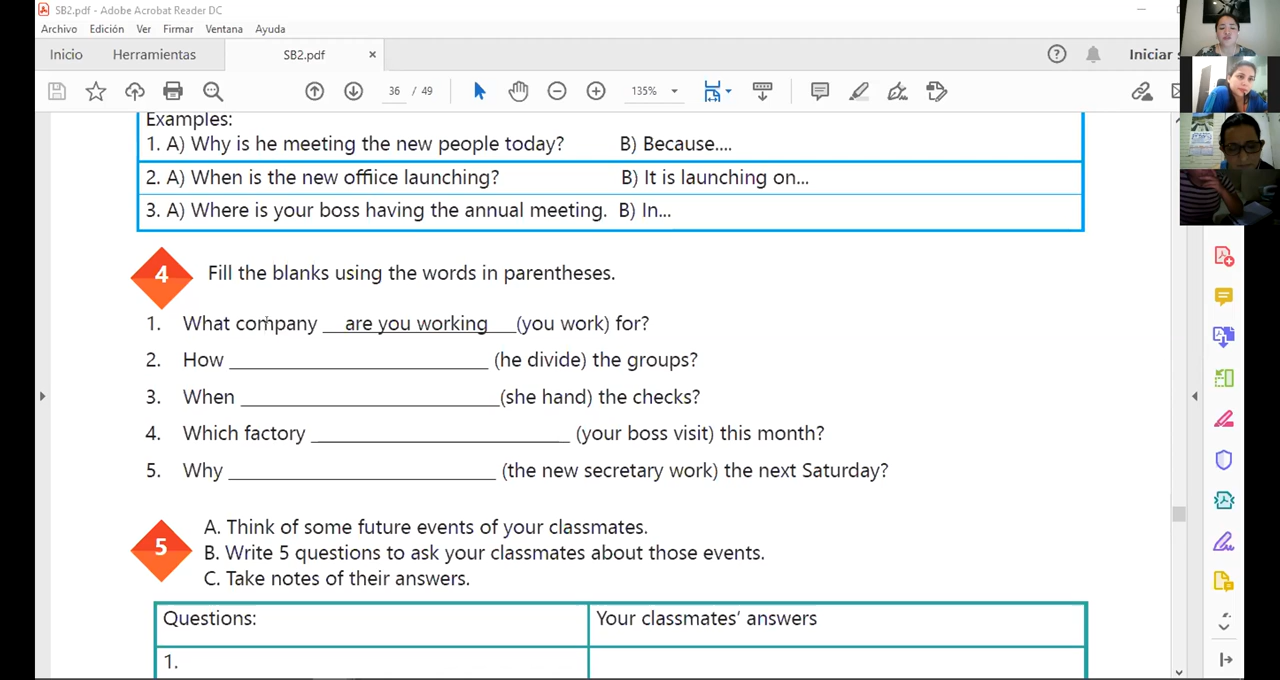 SB2.pdf - Adobe Acrobat Reader DC
Archivo Edición Ver Firmar Ventana Ayuda
Inicio Herramientas SB2.pdf × Iniciar
36 / 49 135%
Examples:
1. A) Why is he meeting the new people today? B) Because....
2. A) When is the new offiice launching? B) It is launching on...
3. A) Where is your boss having the annual meeting. B) In...
4 Fill the blanks using the words in parentheses.
1. What company __are you working___(you work) for?
2. How __________________________ (he divide) the groups?
3. When __________________________(she hand) the checks?
4. Which factory __________________________ (your boss visit) this month?
5. Why ___________________________ (the new secretary work) the next Saturday?
5 A. Think of some future events of your classmates.
B. Write 5 questions to ask your classmates about those events.
C. Take notes of their answers.
Questions: Your classmates’ answers
1.